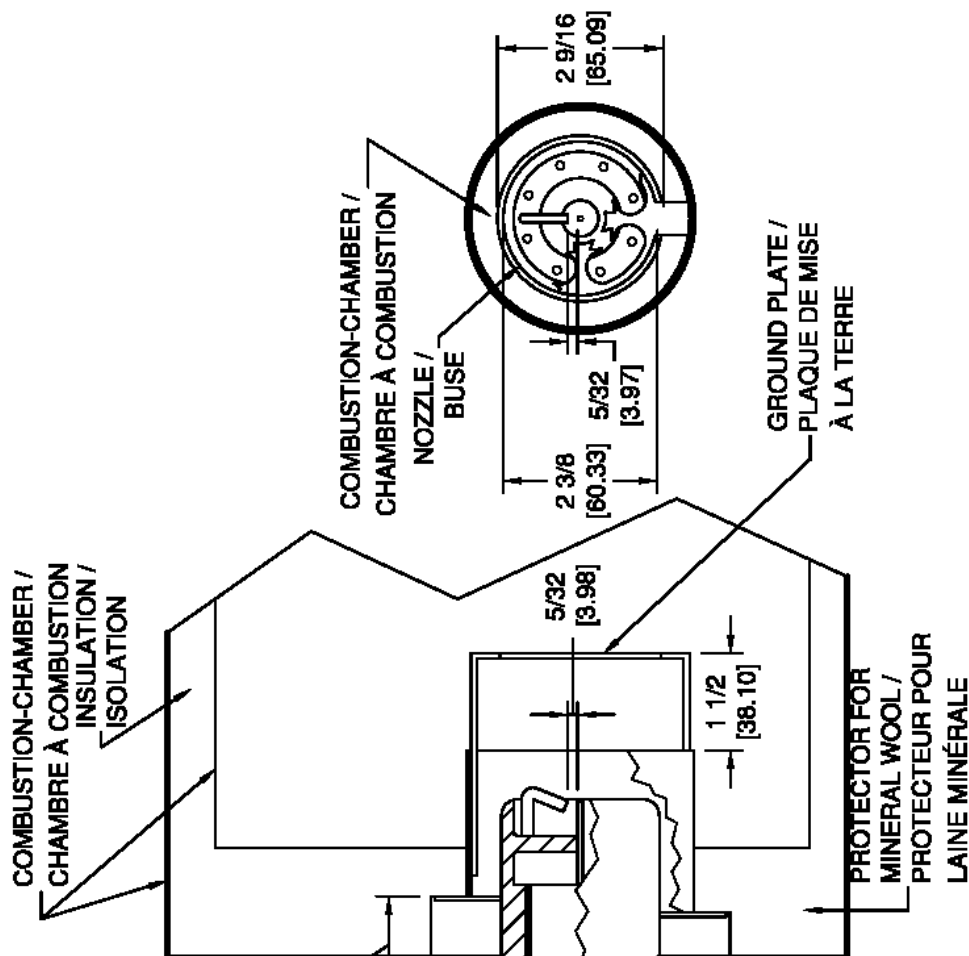 COMBUSTION-CHAMBER /
CHAMBRE À COMBUSTION
INSULATION /
ISOLATION
COMBUSTION-CHAMBER /
CHAMBRE À COMBUSTION
NOZZLE /
BUSE
2 9/16
[65.09]
5/32
[3.97]
2 3/8
[60.33]
GROUND PLATE /
PLAQUE DE MISE
À LA TERRE
5/32
[3.98]
1 1/2
[38.10]
PROTECTOR FOR
MINERAL WOOL /
PROTECTEUR POUR
LAINE MINÉRALE